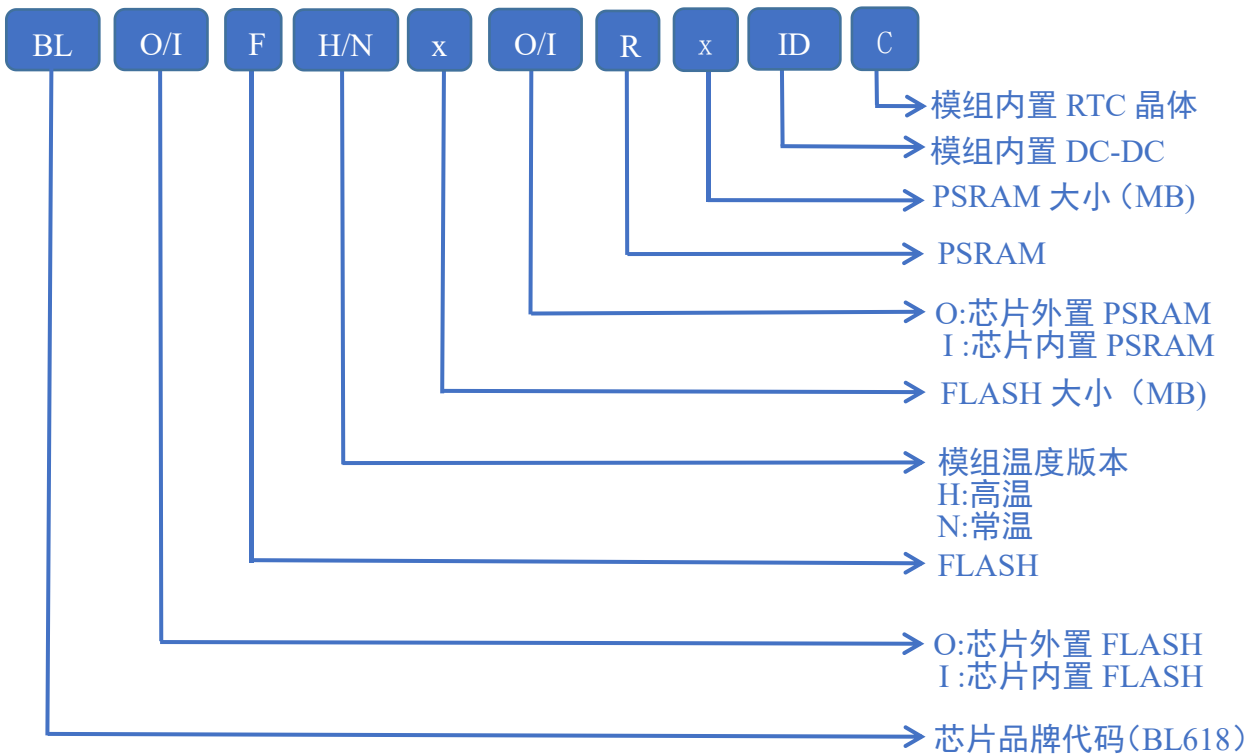 BL O/I F H/N x O/I R x ID C
模组内置 RTC 晶体
模组内置 DC-DC
PSRAM 大小（MB)
PSRAM
O:芯片外置 PSRAM
I :芯片内置 PSRAM
FLASH 大小（MB)
模组温度版本
H:高温
N:常温
FLASH
O:芯片外置 FLASH
I :芯片内置 FLASH
芯片品牌代码（BL618）